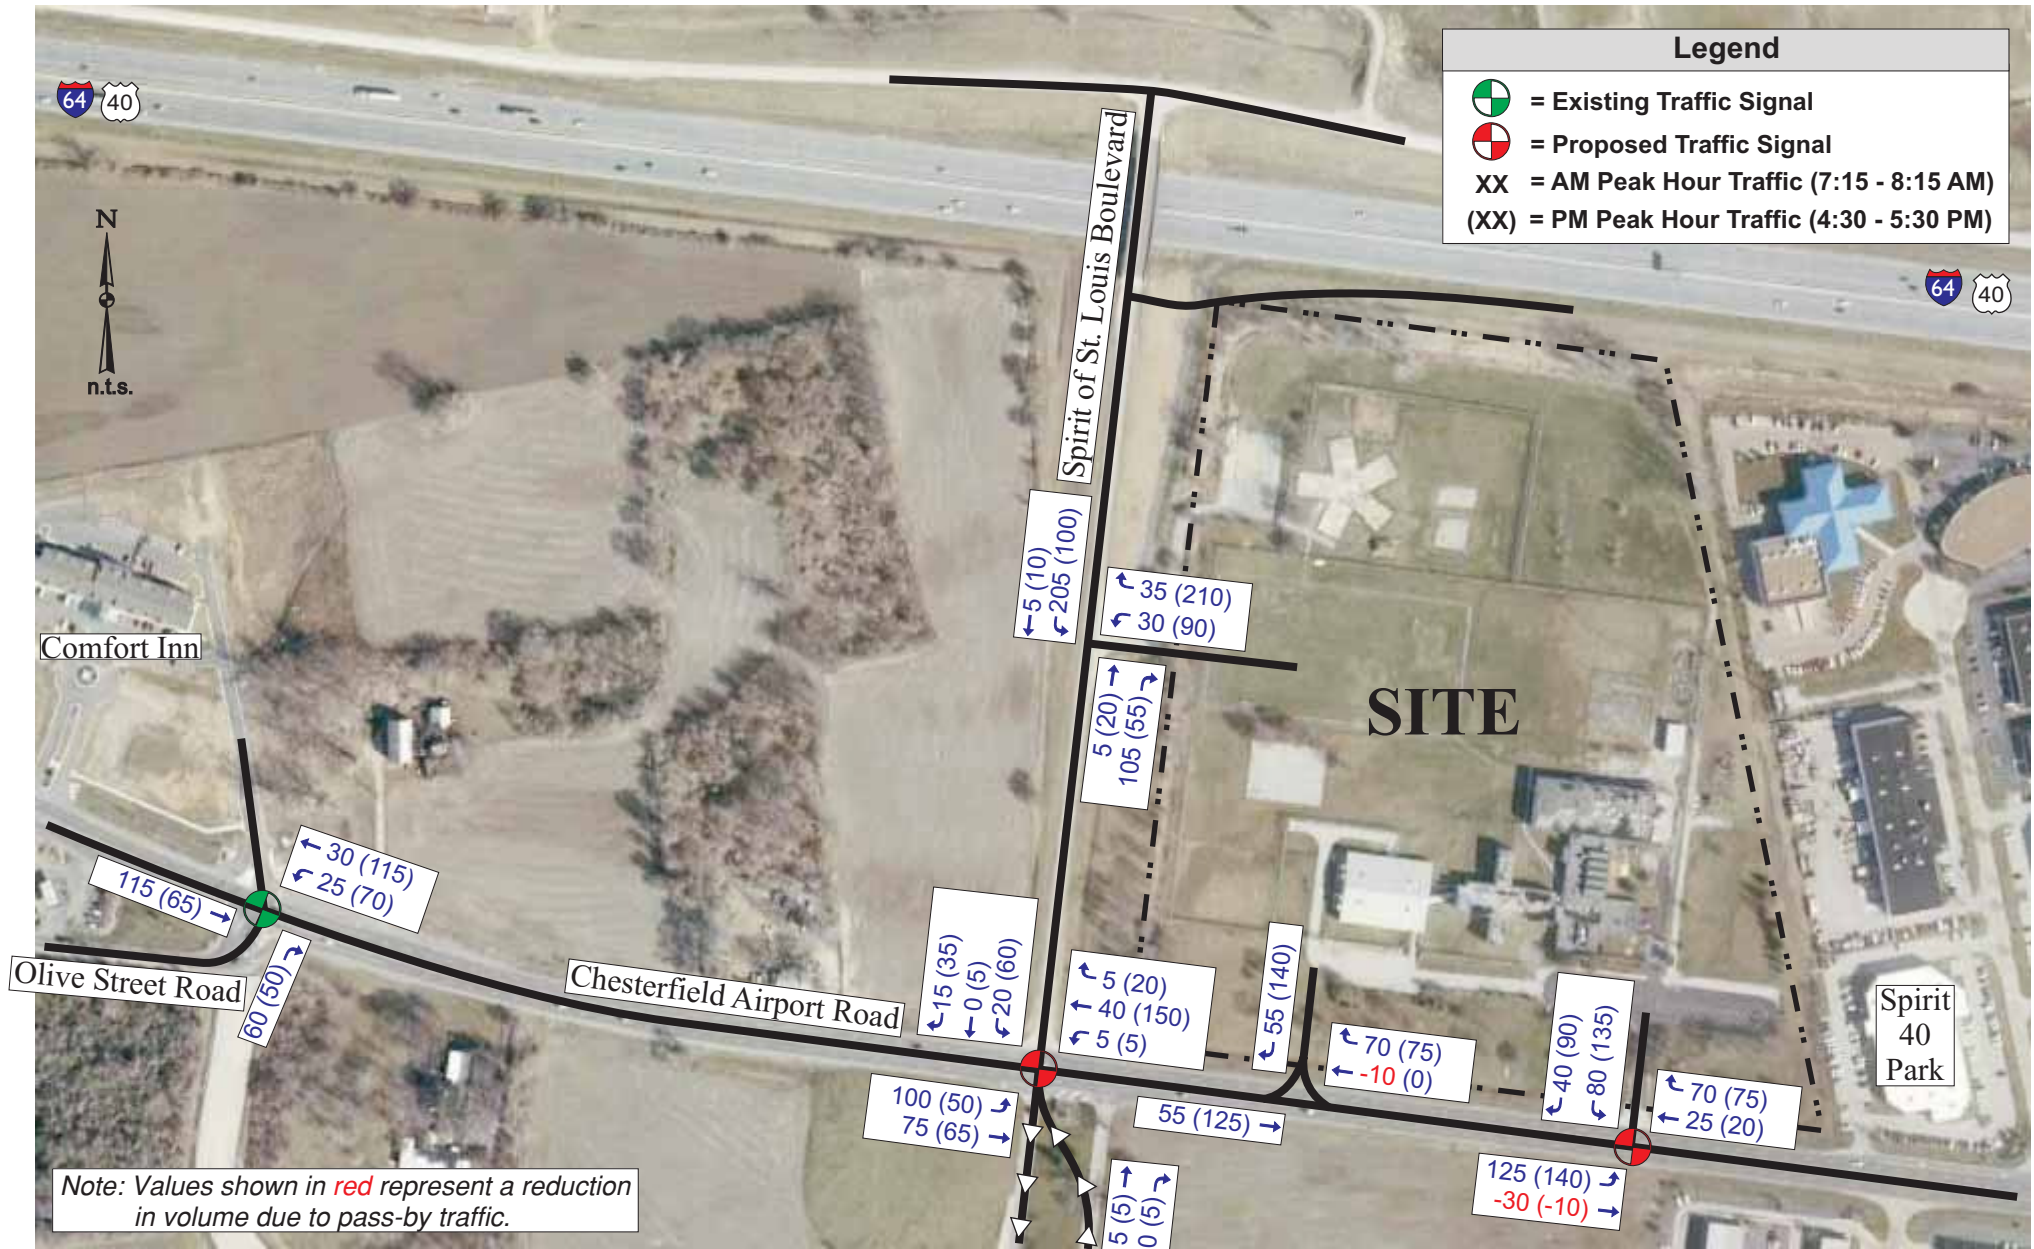 64 40
Legend
= Existing Traffic Signal
= Proposed Traffic Signal
XX = AM Peak Hour Traffic (7:15 - 8:15 AM)
(XX) = PM Peak Hour Traffic (4:30 - 5:30 PM)
N
n.t.s.
64 40
Spirit of St. Louis Boulevard
5 (10)
205 (100)
35 (210)
30 (90)
5 (20)
105 (55)
SITE
Comfort Inn
30 (115)
25 (70)
115 (65)
60 (50)
Olive Street Road
Chesterfield Airport Road
15 (35)
0 (5)
20 (60)
5 (20)
40 (150)
5 (5)
100 (50)
75 (65)
5 (5)
0 (5)
55 (140)
70 (75)
-10 (0)
55 (125)
40 (90)
80 (135)
70 (75)
25 (20)
125 (140)
-30 (-10)
Spirit
40
Park
Note: Values shown in red represent a reduction
in volume due to pass-by traffic.